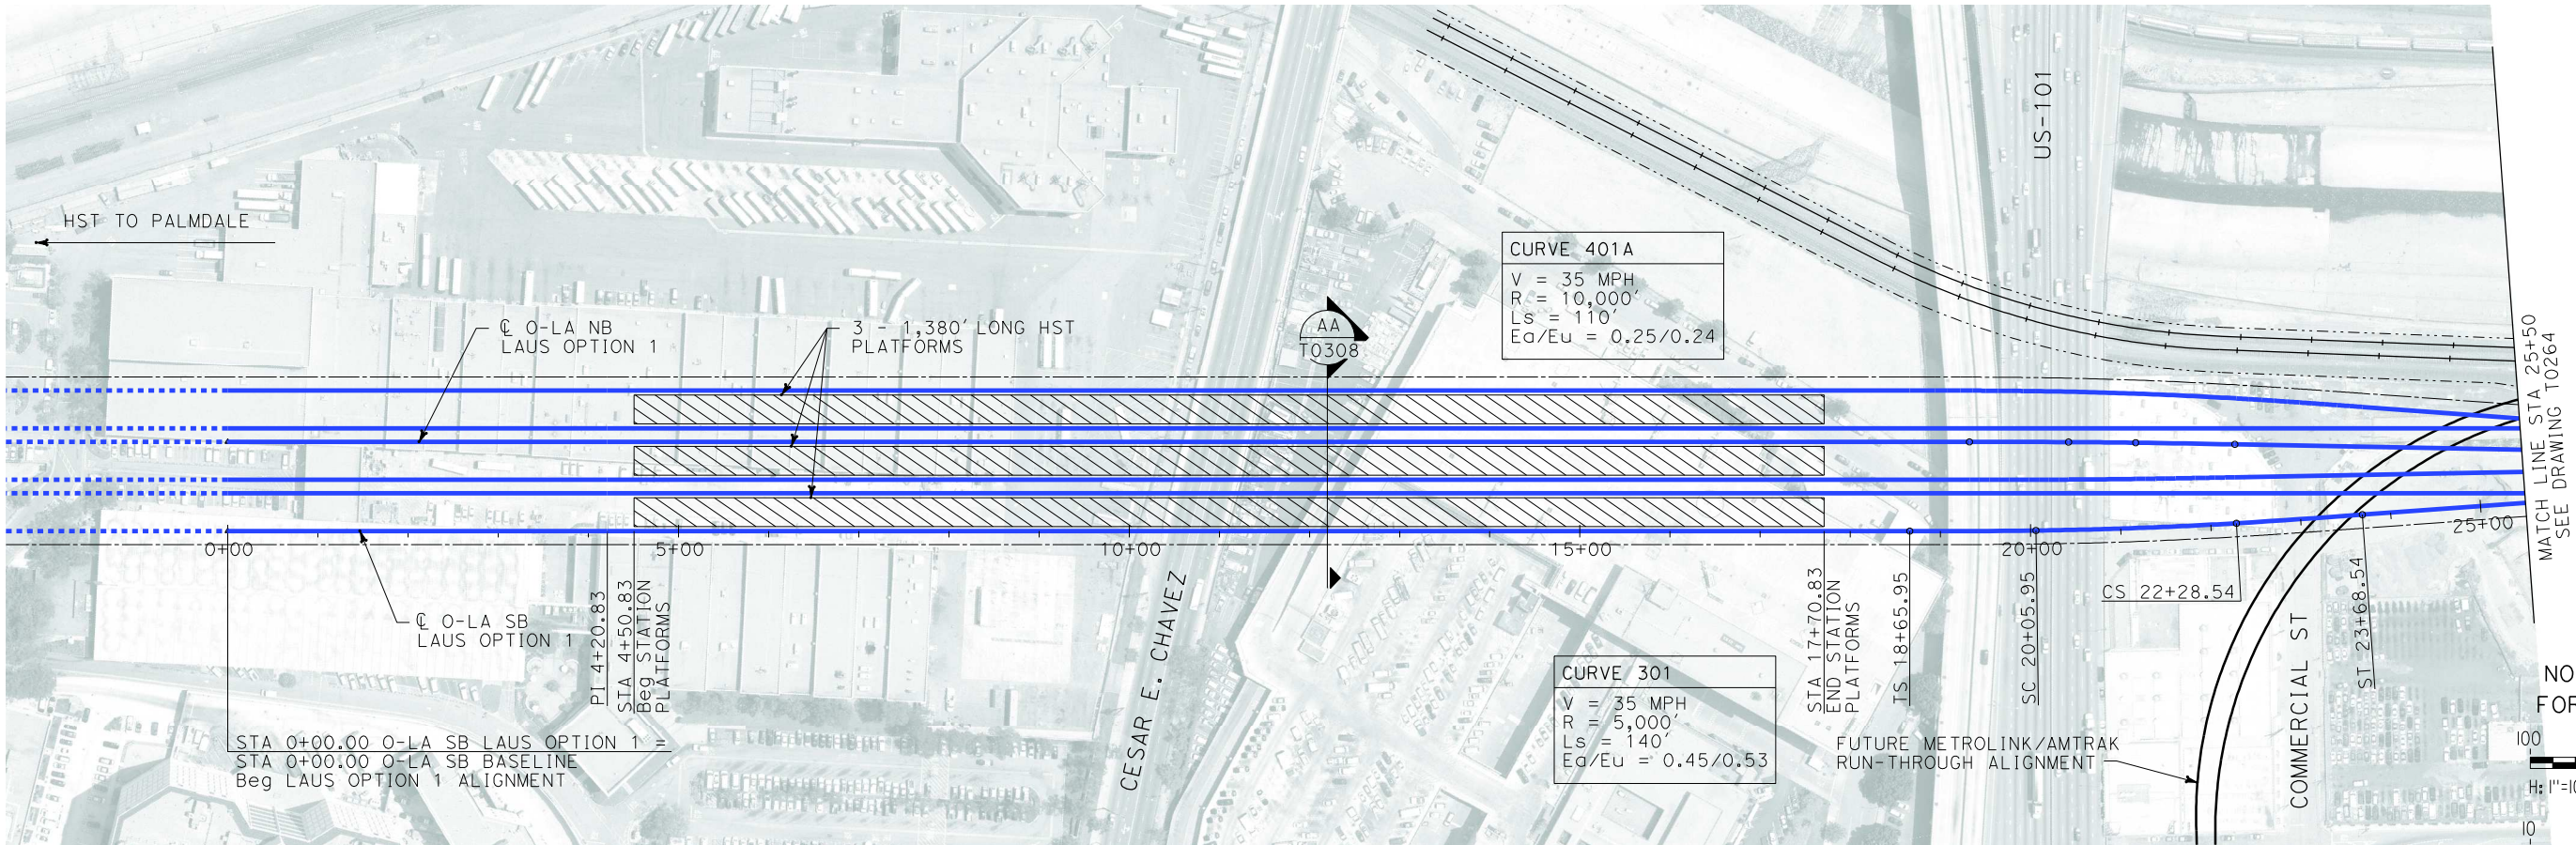 HST TO PALMDALE
℄ O-LA NB
LAUS OPTION 1
3 - 1,380' LONG HST
PLATFORMS
AA
T0308
CURVE 401A
V = 35 MPH
R = 10,000'
Ls = 110'
Ea/Eu = 0.25/0.24
US-101
MATCH LINE STA 25+50
SEE DRAWING T0264
0+00
5+00
10+00
15+00
20+00
25+00
℄ O-LA SB
LAUS OPTION 1
PI 4+20.83
STA 4+50.83
Beg STATION
PLATFORMS
CESAR E. CHAVEZ
STA 17+70.83
END STATION
PLATFORMS
TS 18+65.95
SC 20+05.95
CS 22+28.54
ST 23+68.54
COMMERCIAL ST
CURVE 301
V = 35 MPH
R = 5,000'
Ls = 140'
Ea/Eu = 0.45/0.53
STA 0+00.00 O-LA SB LAUS OPTION 1 =
STA 0+00.00 O-LA SB BASELINE
Beg LAUS OPTION 1 ALIGNMENT
FUTURE METROLINK/AMTRAK
RUN-THROUGH ALIGNMENT
NO
FOR
100
H: 1"=10
10